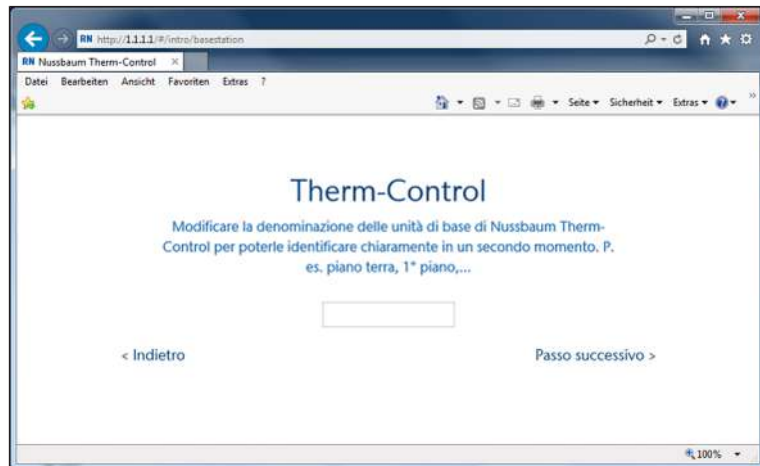 RN http://1.1.1.1/#/intro/basestation
RN Nussbaum Therm-Control
Datei Bearbeiten Ansicht Favoriten Extras ?
Seite Sicherheit Extras
Therm-Control
Modificare la denominazione delle unità di base di Nussbaum Therm-
Control per poterle identificare chiaramente in un secondo momento. P.
es. piano terra, 1° piano,...
< Indietro Passo successivo >
100%